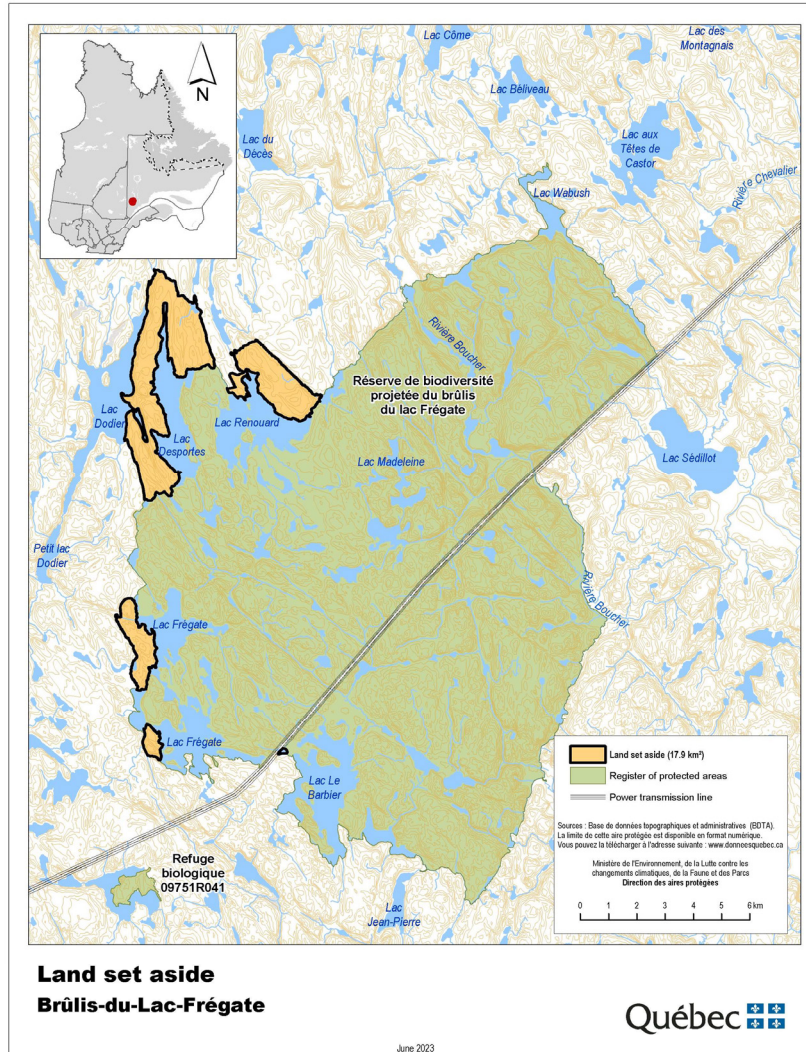 N
Lac Côme
Lac des
Montagnais
Lac Béliveau
Lac du
Décès
Lac aux
Têtes de
Castor
Rivière Chevalier
Lac Wabush
Rivière Boucher
Réserve de biodiversité
projetée du brûlis
du lac Frégate
Lac
Dodier
Lac
Desportes
Lac Renouard
Lac Madeleine
Lac Sédillot
Petit lac
Dodier
Rivière Boucher
Lac Frégate
Lac Frégate
Lac Le
Barbier
Refuge
biologique
09751R041
Lac
Jean-Pierre
Land set aside (17.9 km²)
Register of protected areas
Power transmission line
Sources : Base de données topographiques et administratives (BDTA).
La limite de cette aire protégée est disponible en format numérique.
Vous pouvez la télécharger à l'adresse suivante : www.donneesquebec.ca
Ministère de l'Environnement, de la Lutte contre les
changements climatiques, de la Faune et des Parcs
Direction des aires protégées
0 1 2 3 4 5 6 km
Land set aside
Brûlis-du-Lac-Frégate
Québec
June 2023